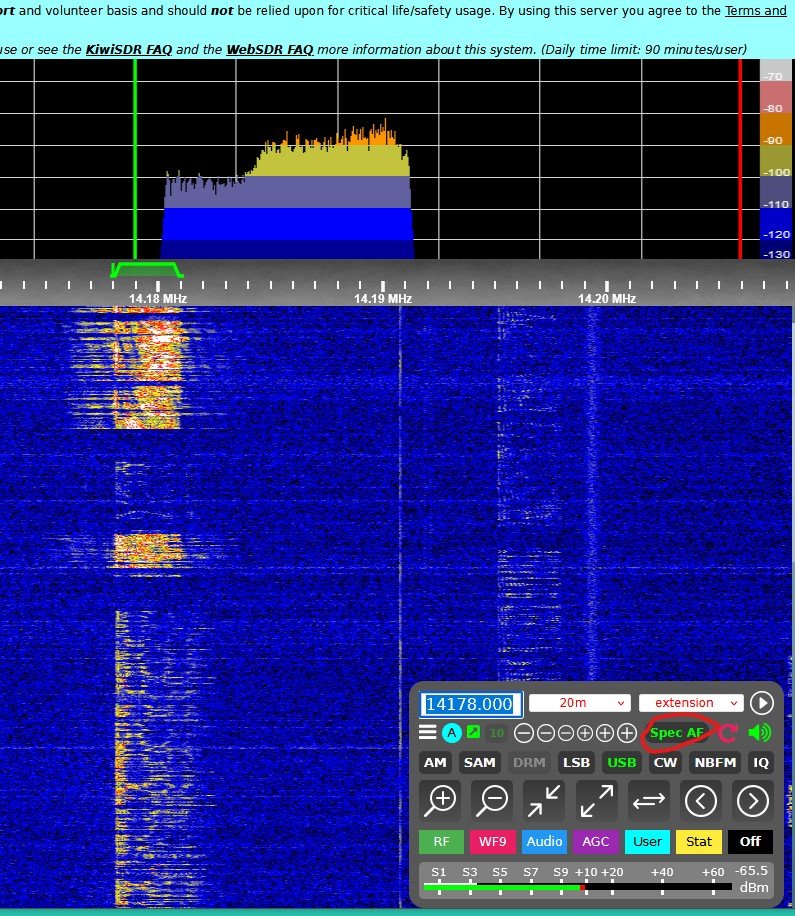 ort and volunteer basis and should not be relied upon for critical life/safety usage. By using this server you agree to the Terms and
use or see the KiwiSDR FAQ and the WebSDR FAQ more information about this system. (Daily time limit: 90 minutes/user)
-70
-80
-90
-100
-110
-120
-130
14.18 MHz 14.19 MHz 14.20 MHz
14178.000 20m extension
A 10 Spec AF
AM SAM DRM LSB USB CW NBFM IQ
RF WF9 Audio AGC User Stat Off
S1 S3 S5 S7 S9 +10 +20 +40 +60 -65.5
dBm